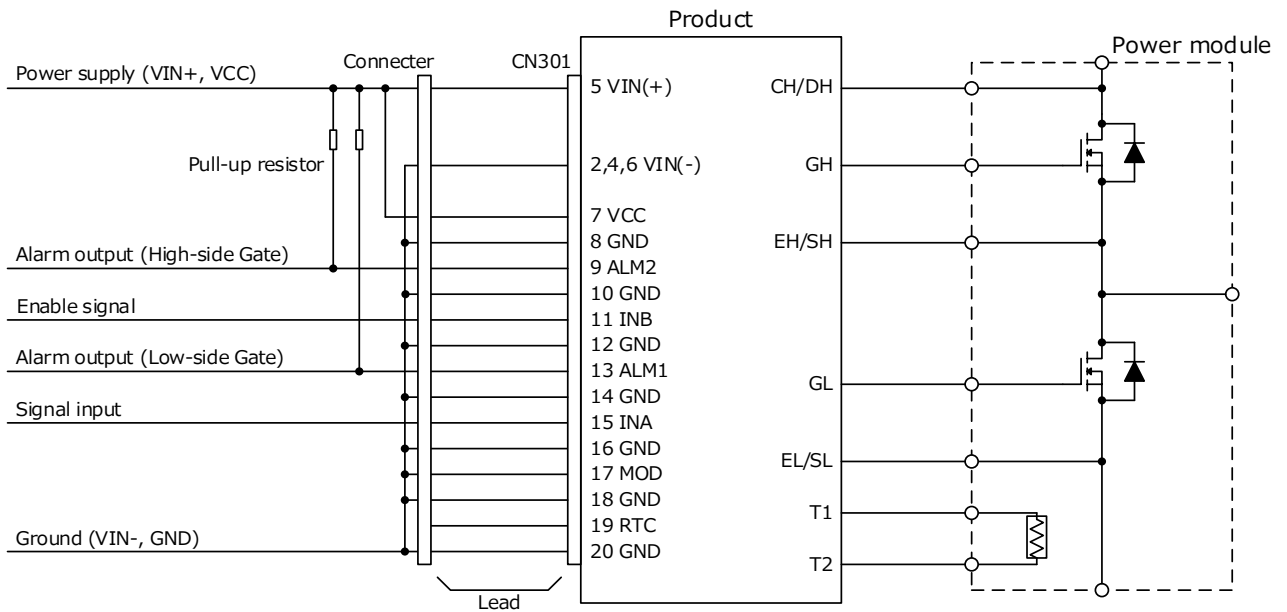 Product
Power module
Power supply (VIN+, VCC)
Connecter
CN301
5 VIN(+)
CH/DH
Pull-up resistor
2,4,6 VIN(-)
GH
7 VCC
8 GND
EH/SH
Alarm output (High-side Gate)
9 ALM2
10 GND
Enable signal
11 INB
12 GND
Alarm output (Low-side Gate)
13 ALM1
GL
14 GND
Signal input
15 INA
16 GND
EL/SL
17 MOD
18 GND
T1
19 RTC
Ground (VIN-, GND)
20 GND
T2
Lead